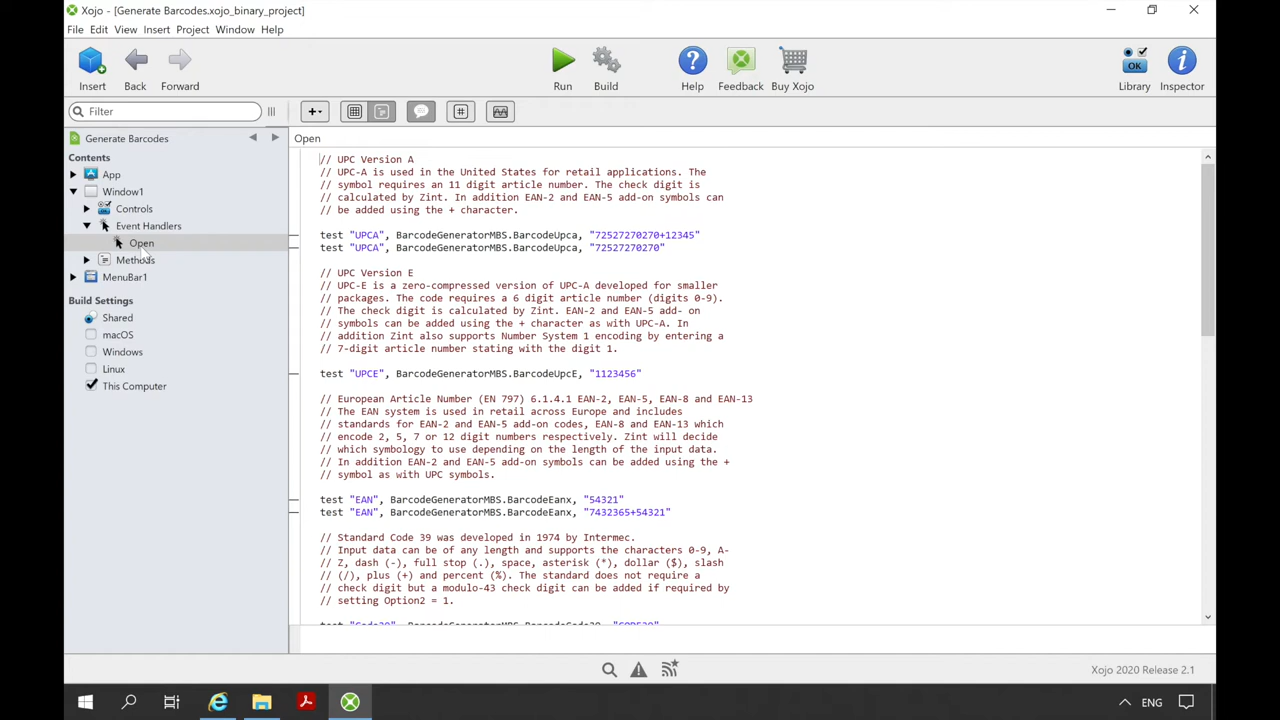 Xojo - [Generate Barcodes.xojo_binary_project]
File Edit View Insert Project Window Help
Insert Back Forward Run Build Help Feedback Buy Xojo OK Library Inspector
Filter
Generate Barcodes
Contents
App
Window1
Controls
Event Handlers
Open
Methods
MenuBar1
Build Settings
Shared
macOS
Windows
Linux
This Computer
Open
// UPC Version A
// UPC-A is used in the United States for retail applications. The
// symbol requires an 11 digit article number. The check digit is
// calculated by Zint. In addition EAN-2 and EAN-5 add-on symbols can
// be added using the + character.
test "UPCA", BarcodeGeneratorMBS.BarcodeUpca, "72527270270+12345"
test "UPCA", BarcodeGeneratorMBS.BarcodeUpca, "72527270270"
// UPC Version E
// UPC-E is a zero-compressed version of UPC-A developed for smaller
// packages. The code requires a 6 digit article number (digits 0-9).
// The check digit is calculated by Zint. EAN-2 and EAN-5 add- on
// symbols can be added using the + character as with UPC-A. In
// addition Zint also supports Number System 1 encoding by entering a
// 7-digit article number stating with the digit 1.
test "UPCE", BarcodeGeneratorMBS.BarcodeUpcE, "1123456"
// European Article Number (EN 797) 6.1.4.1 EAN-2, EAN-5, EAN-8 and EAN-13
// The EAN system is used in retail across Europe and includes
// standards for EAN-2 and EAN-5 add-on codes, EAN-8 and EAN-13 which
// encode 2, 5, 7 or 12 digit numbers respectively. Zint will decide
// which symbology to use depending on the length of the input data.
// In addition EAN-2 and EAN-5 add-on symbols can be added using the +
// symbol as with UPC symbols.
test "EAN", BarcodeGeneratorMBS.BarcodeEanx, "54321"
test "EAN", BarcodeGeneratorMBS.BarcodeEanx, "7432365+54321"
// Standard Code 39 was developed in 1974 by Intermec.
// Input data can be of any length and supports the characters 0-9, A-
// Z, dash (-), full stop (.), space, asterisk (*), dollar ($), slash
// (/), plus (+) and percent (%). The standard does not require a
// check digit but a modulo-43 check digit can be added if required by
// setting Option2 = 1.
test "Code39", BarcodeGeneratorMBS.BarcodeCode39, "CODE39"
Xojo 2020 Release 2.1
ENG